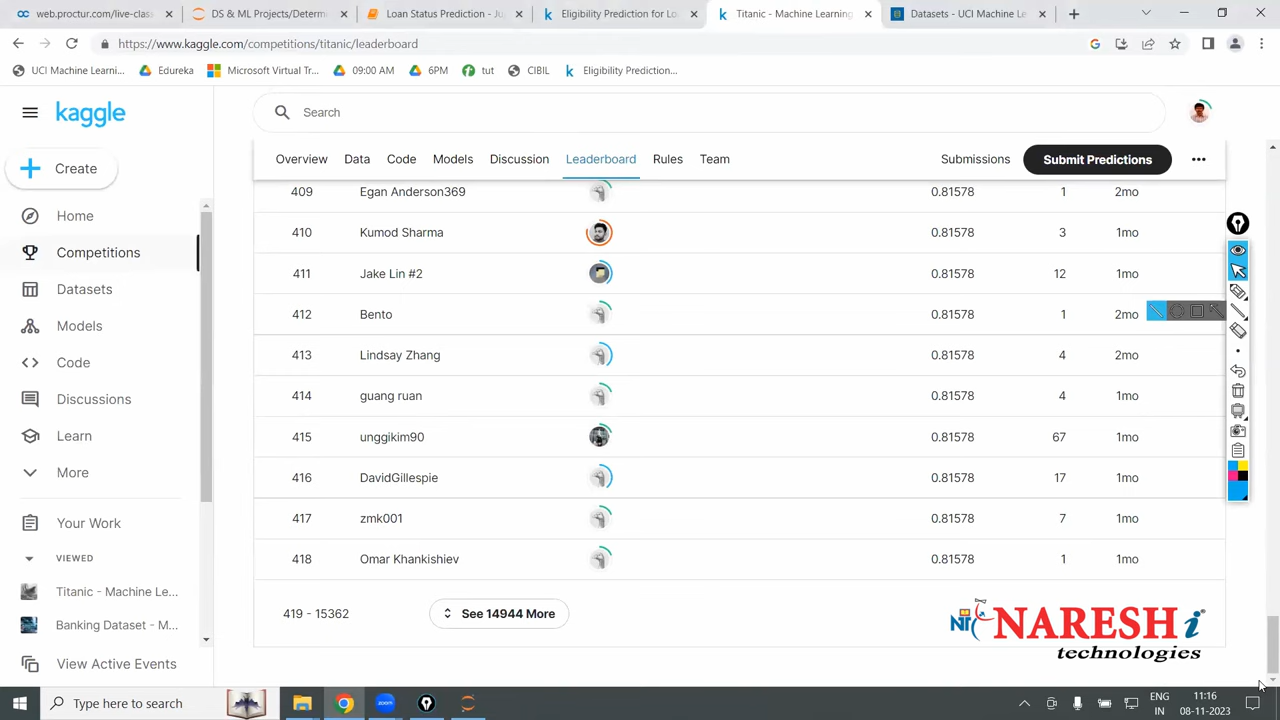 web.proctur.com/live-class
DS & ML Projects/Determe
Loan Status Prediction - Ju
Eligibility Prediction for Lo
Titanic - Machine Learning
Datasets - UCI Machine Le
https://www.kaggle.com/competitions/titanic/leaderboard
UCI Machine Learni...
Edureka
Microsoft Virtual Tr...
09:00 AM
6PM
tut
CIBIL
Eligibility Prediction...
kaggle
Search
Create
Overview
Data
Code
Models
Discussion
Leaderboard
Rules
Team
Submissions
Submit Predictions
Home
Competitions
Datasets
Models
Code
Discussions
Learn
More
Your Work
VIEWED
Titanic - Machine Le...
Banking Dataset - M...
View Active Events
409 Egan Anderson369 0.81578 1 2mo
410 Kumod Sharma 0.81578 3 1mo
411 Jake Lin #2 0.81578 12 1mo
412 Bento 0.81578 1 2mo
413 Lindsay Zhang 0.81578 4 2mo
414 guang ruan 0.81578 4 1mo
415 unggikim90 0.81578 67 1mo
416 DavidGillespie 0.81578 17 1mo
417 zmk001 0.81578 7 1mo
418 Omar Khankishiev 0.81578 1 1mo
419 - 15362 See 14944 More
NARESH i
technologies
Type here to search
zoom
ENG
IN
11:16
08-11-2023